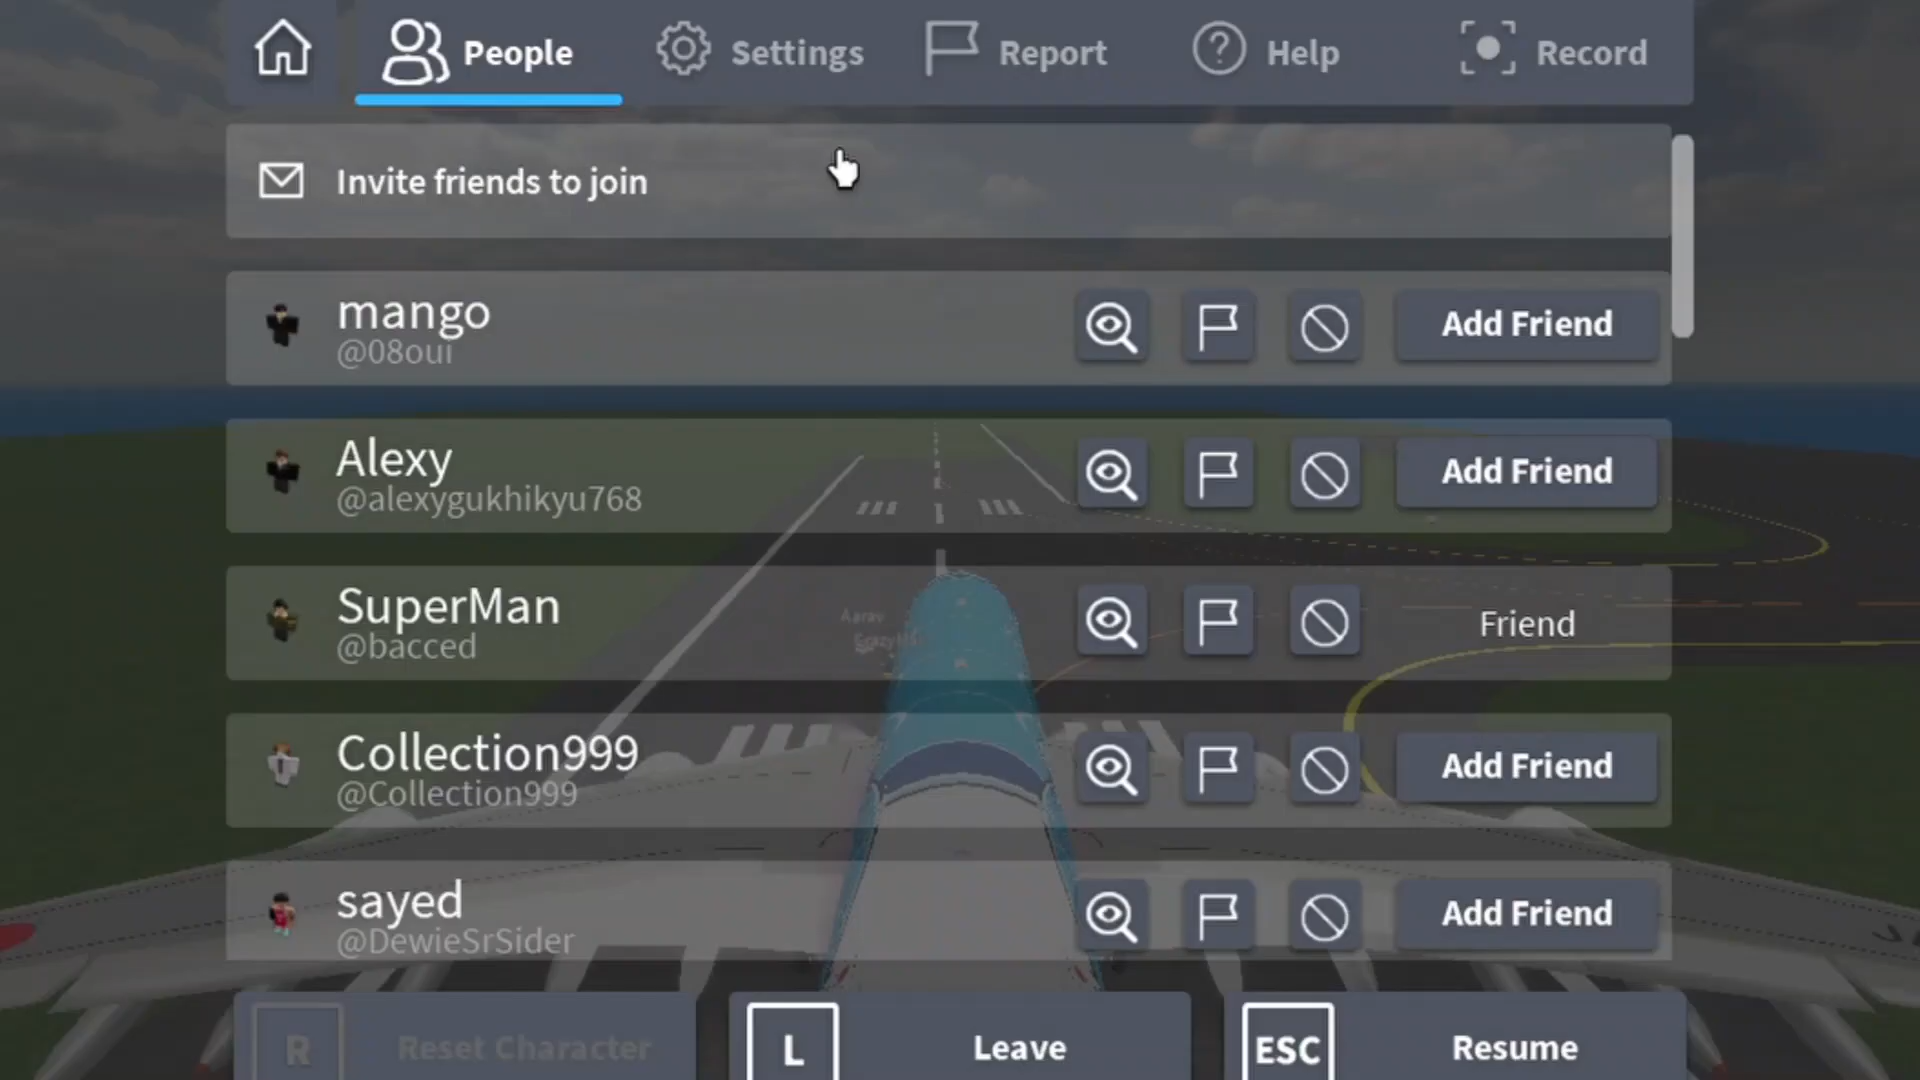 People
Settings
Report
Help
Record
Invite friends to join
mango
@08oui
Add Friend
Alexy
@alexygukhikyu768
Add Friend
SuperMan
@bacced
Friend
Aarav
Collection999
@Collection999
Add Friend
sayed
@DewieSrSider
Add Friend
R
Reset Character
L
Leave
ESC
Resume